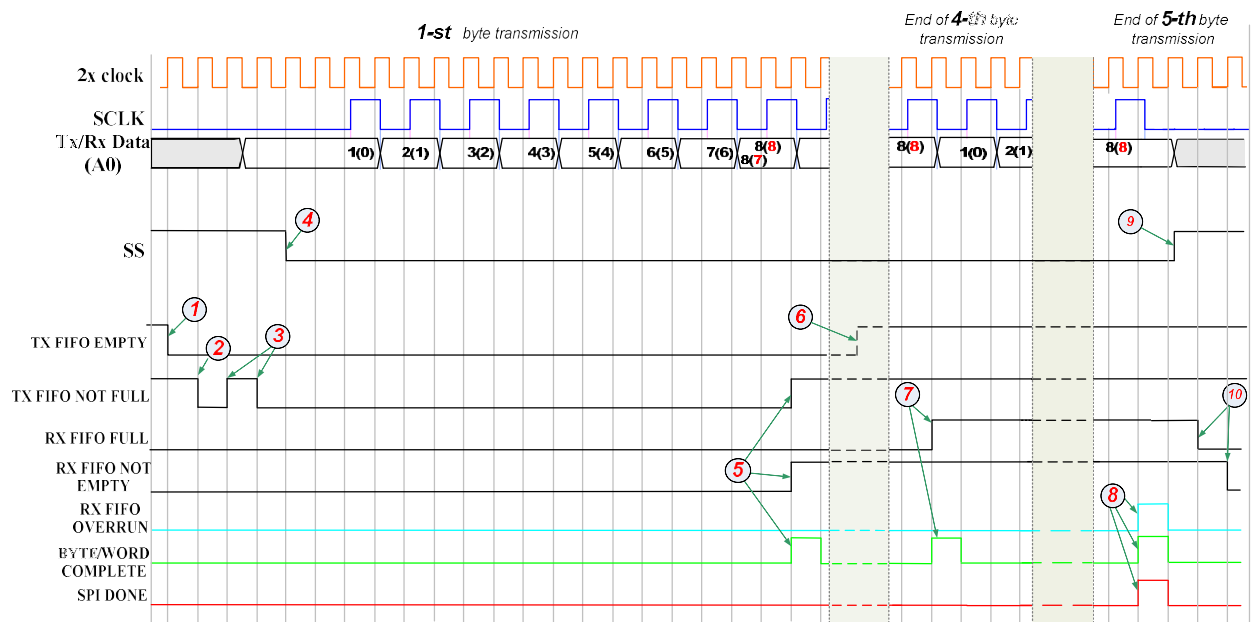 1-st byte transmission
End of 4-th byte
transmission
End of 5-th byte
transmission
2x clock
SCLK
Tx/Rx Data
(A0)
1(0) 2(1) 3(2) 4(3) 5(4) 6(5) 7(6) 8(8)
8(7)
8(8) 1(0) 2(1) 8(8)
4
9
SS
1
6
TX FIFO EMPTY
2 3
TX FIFO NOT FULL
7 10
RX FIFO FULL
RX FIFO NOT
EMPTY
5
8
RX FIFO
OVERRUN
BYTE/WORD
COMPLETE
SPI DONE